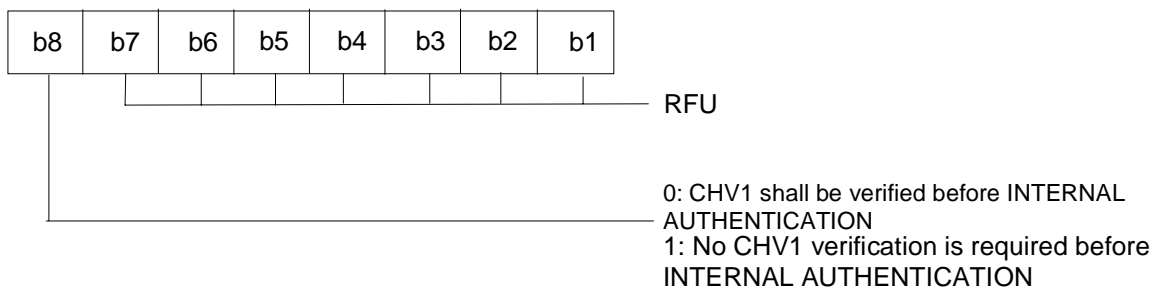 b8 b7 b6 b5 b4 b3 b2 b1
RFU
0: CHV1 shall be verified before INTERNAL
AUTHENTICATION
1: No CHV1 verification is required before
INTERNAL AUTHENTICATION